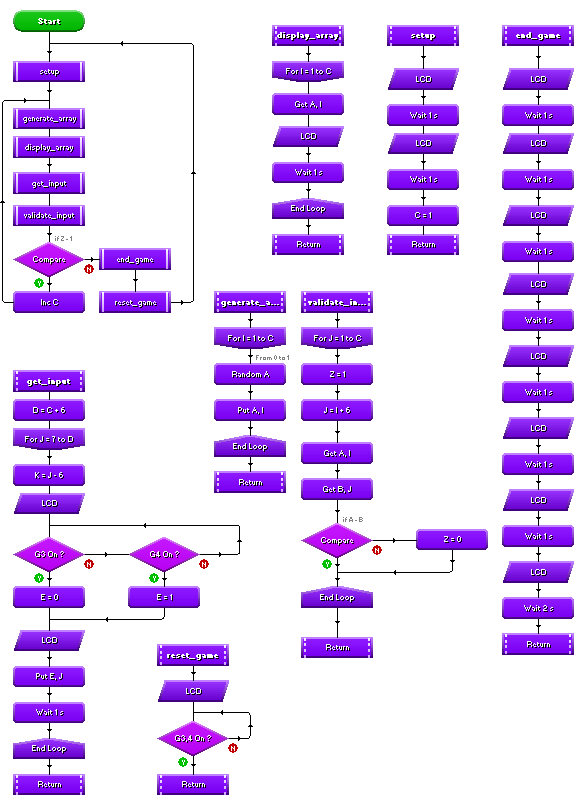 Start
setup
generate_array
display_array
get_input
validate_input
if Z - 1
Compare
N
end_game
Y
Inc C
reset_game
display_array
For I = 1 to C
Get A, I
LCD
Wait 1 s
End Loop
Return
setup
LCD
Wait 1 s
LCD
Wait 1 s
C = 1
Return
end_game
LCD
Wait 1 s
LCD
Wait 1 s
LCD
Wait 1 s
LCD
Wait 1 s
LCD
Wait 1 s
LCD
Wait 1 s
LCD
Wait 1 s
LCD
Wait 2 s
Return
generate_a...
For I = 1 to C
From 0 to 1
Random A
Put A, I
End Loop
Return
validate_in...
For J = 1 to C
Z = 1
J = I + 6
Get A, I
Get B, J
if A - B
Compare
N
Z = 0
Y
End Loop
Return
get_input
D = C + 6
For J = 7 to D
K = J - 6
LCD
G3 On ?
N
G4 On ?
N
Y
Y
E = 0
E = 1
LCD
Put E, J
Wait 1 s
End Loop
Return
reset_game
LCD
G3,4 On ?
N
Y
Return